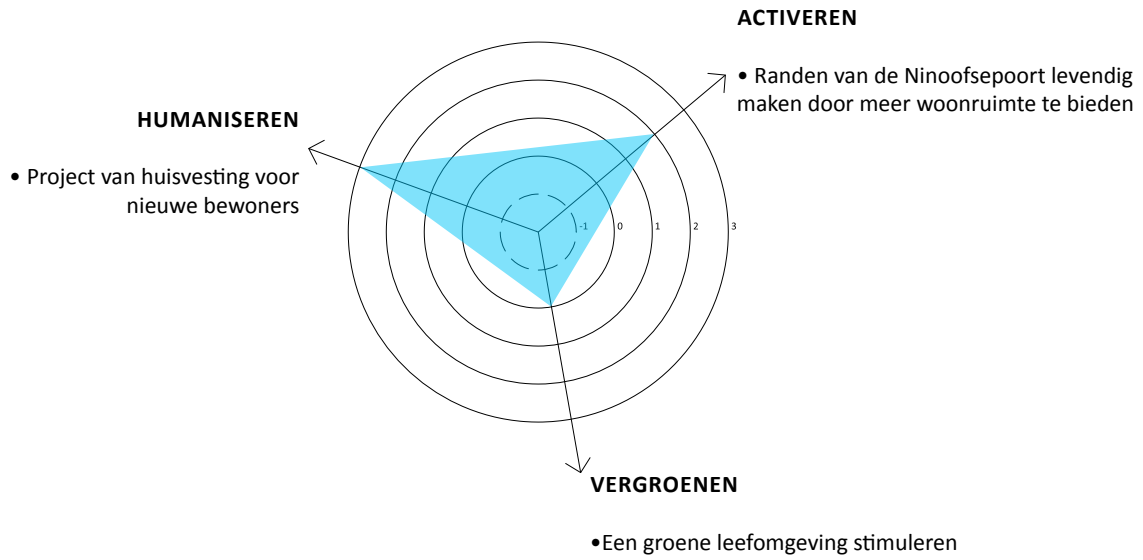 ACTIVEREN
• Randen van de Ninoofsepoort levendig
maken door meer woonruimte te bieden
HUMANISEREN
• Project van huisvesting voor
nieuwe bewoners
-1 0 1 2 3
VERGROENEN
•Een groene leefomgeving stimuleren